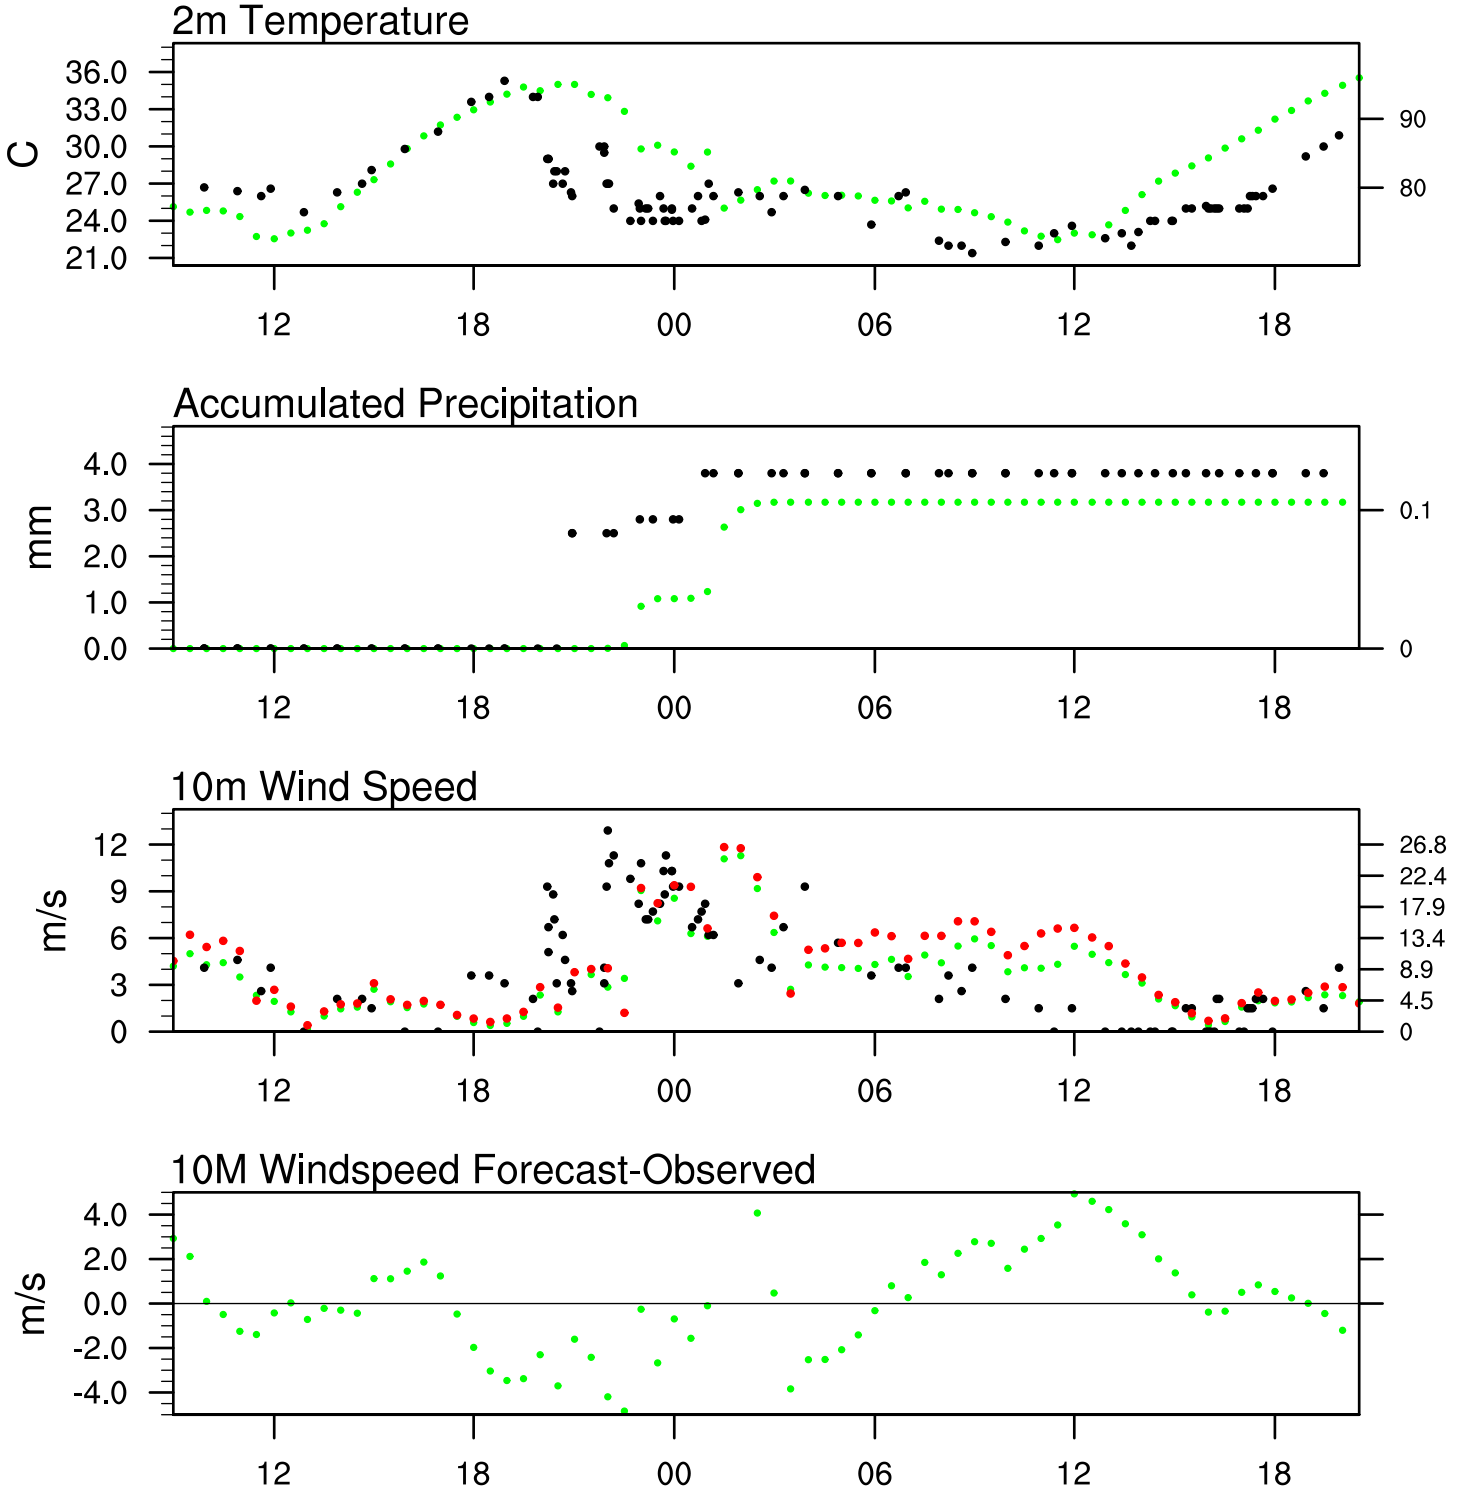 2m Temperature
36.0
33.0
30.0
27.0
24.0
21.0
C
90
80
12 18 00 06 12 18
Accumulated Precipitation
4.0
3.0
2.0
1.0
0.0
mm
0.1
0
12 18 00 06 12 18
10m Wind Speed
12
9
6
3
0
m/s
26.8
22.4
17.9
13.4
8.9
4.5
0
12 18 00 06 12 18
10M Windspeed Forecast-Observed
4.0
2.0
0.0
-2.0
-4.0
m/s
12 18 00 06 12 18